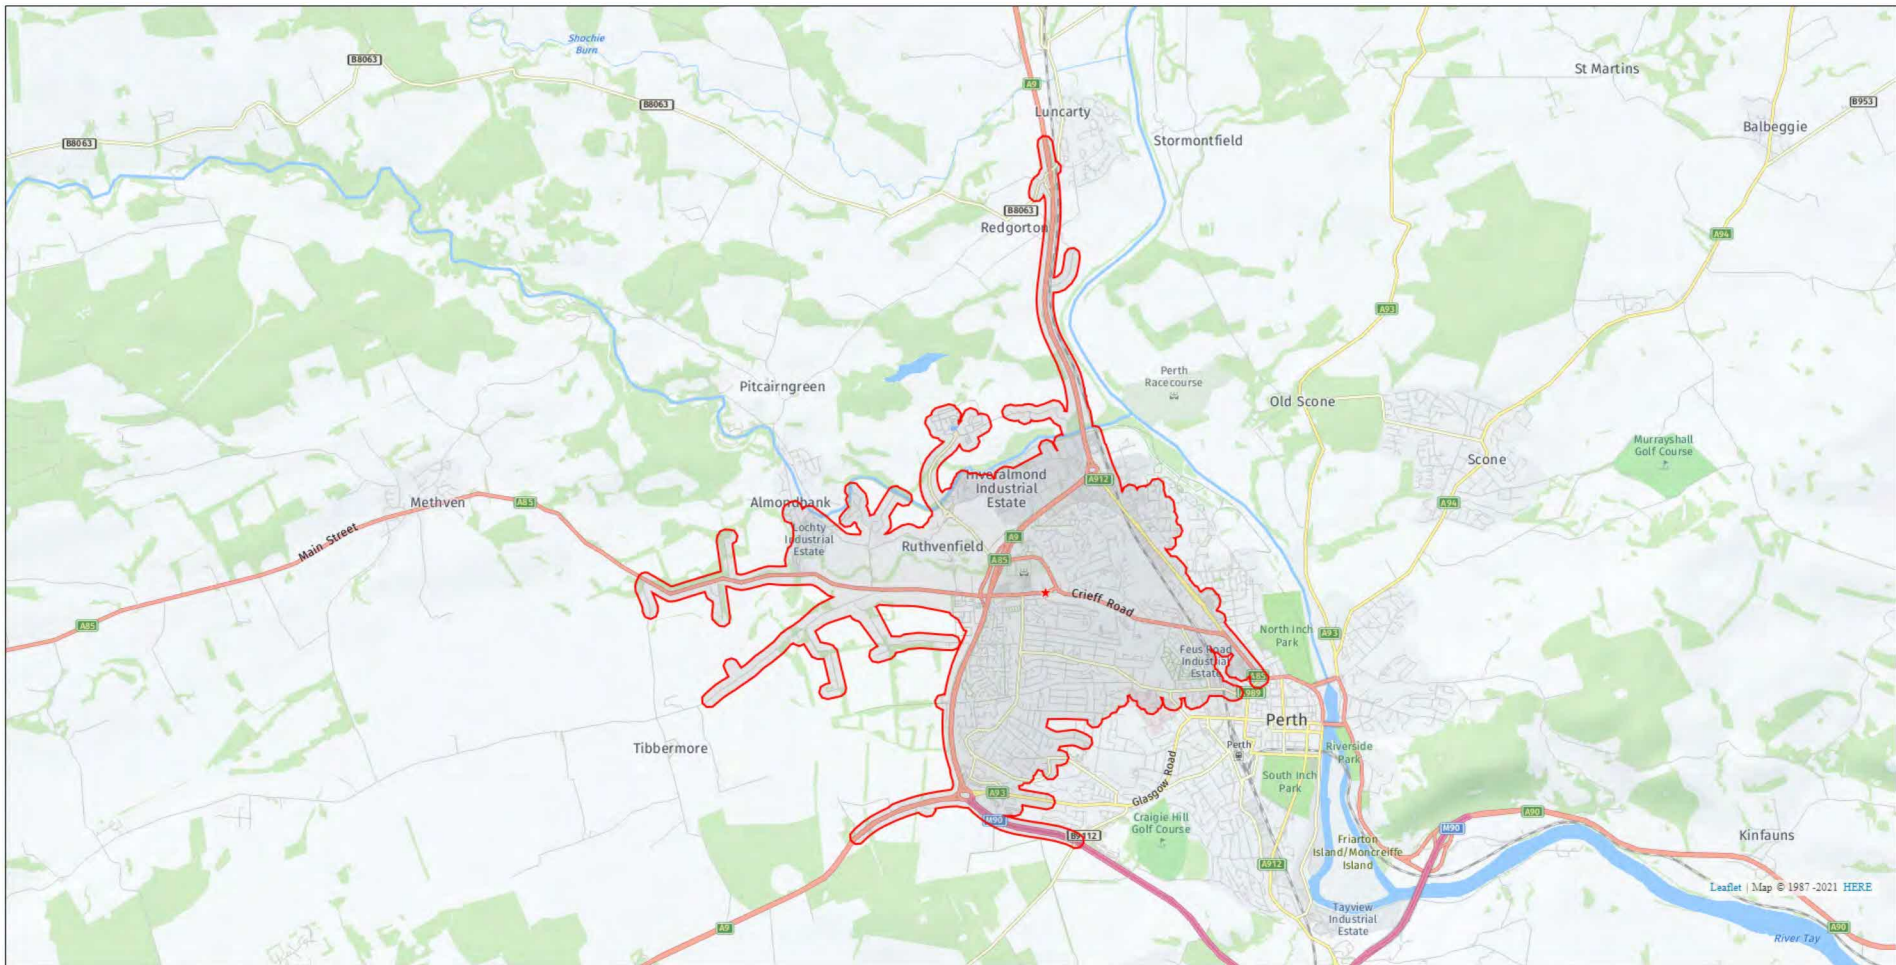 Shochie
Burn
B8063
A9
St Martins
B8063
Luncarty
B953
Balbeggie
B8063
Stormontfield
B8063
Redgorton
A94
A93
Perth
Racecourse
Pitcairngreen
Old Scone
Murrayshall
Golf Course
Scone
Inveralmond
Industrial
Estate
A912
Methven
A85
Almondbank
A94
Main Street
Lochty
Industrial
Estate
A9
Ruthvenfield
A85
Crieff Road
A85
North Inch
Park
A93
Feus Road
Industrial
Estate
A85
A989
Perth
Tibbermore
Perth
Riverside
Park
South Inch
Park
Glasgow Road
A93
M90
Craigie Hill
Golf Course
B9112
A90
M90
Kinfauns
Friarton
Island/Moncreiffe
Island
A912
Leaflet | Map © 1987 -2021 HERE
Tayview
Industrial
Estate
A9
A90
River Tay